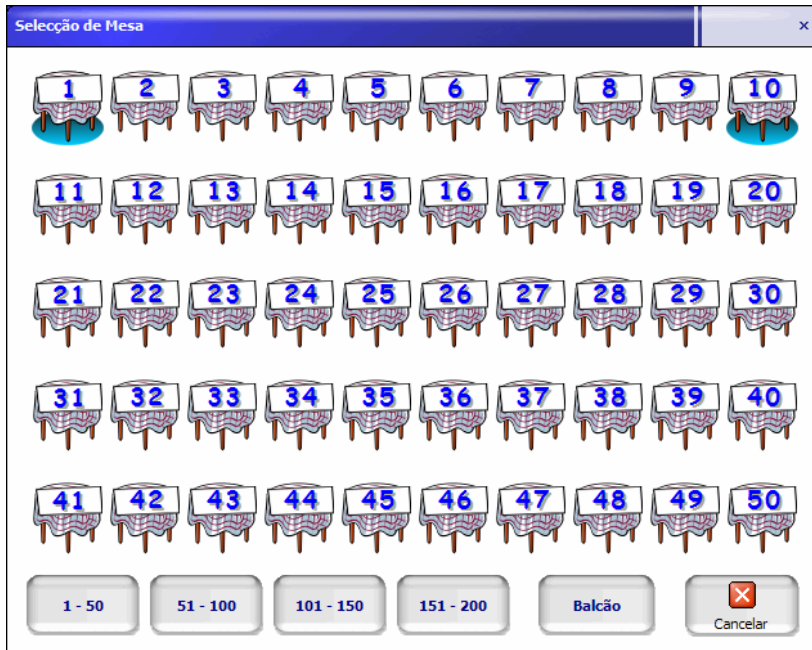 Selecção de Mesa
1 2 3 4 5 6 7 8 9 10
11 12 13 14 15 16 17 18 19 20
21 22 23 24 25 26 27 28 29 30
31 32 33 34 35 36 37 38 39 40
41 42 43 44 45 46 47 48 49 50
1 - 50 51 - 100 101 - 150 151 - 200 Balcão
Cancelar